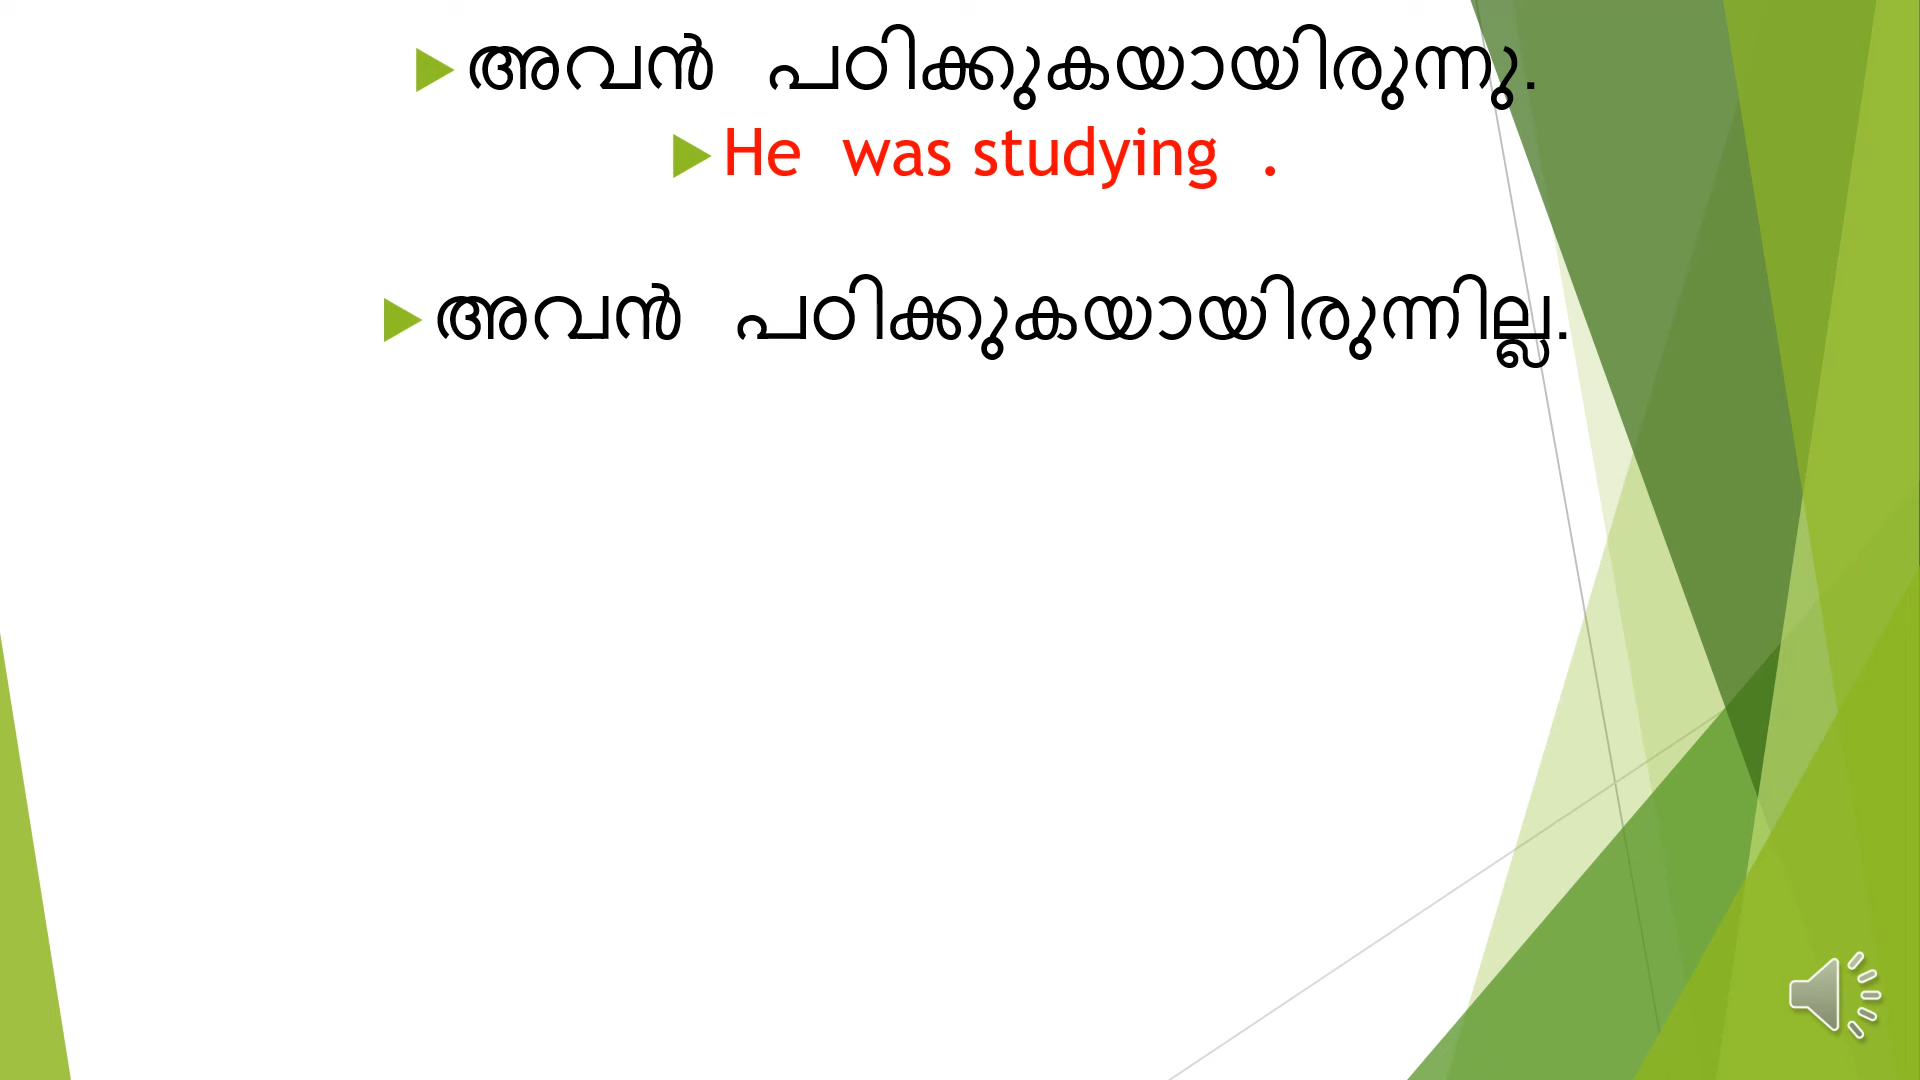 അവൻ പഠിക്കുകയായിരുന്നു.
He was studying .
അവൻ പഠിക്കുകയായിരുന്നില്ല.